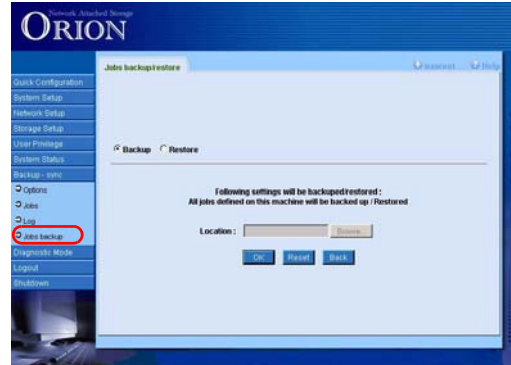 Network Attached Storage
ORION
Jobs backup/restore
nascent
Help
Quick Configuration
System Setup
Network Setup
Storage Setup
User Privilege
System Status
Backup - sync
Options
Jobs
Log
Jobs backup
Diagnostic Mode
Logout
Shutdown
Backup Restore
Following settings will be backuped/restored :
All jobs defined on this machine will be backed up / Restored
Location :
Browse...
OK Reset Back